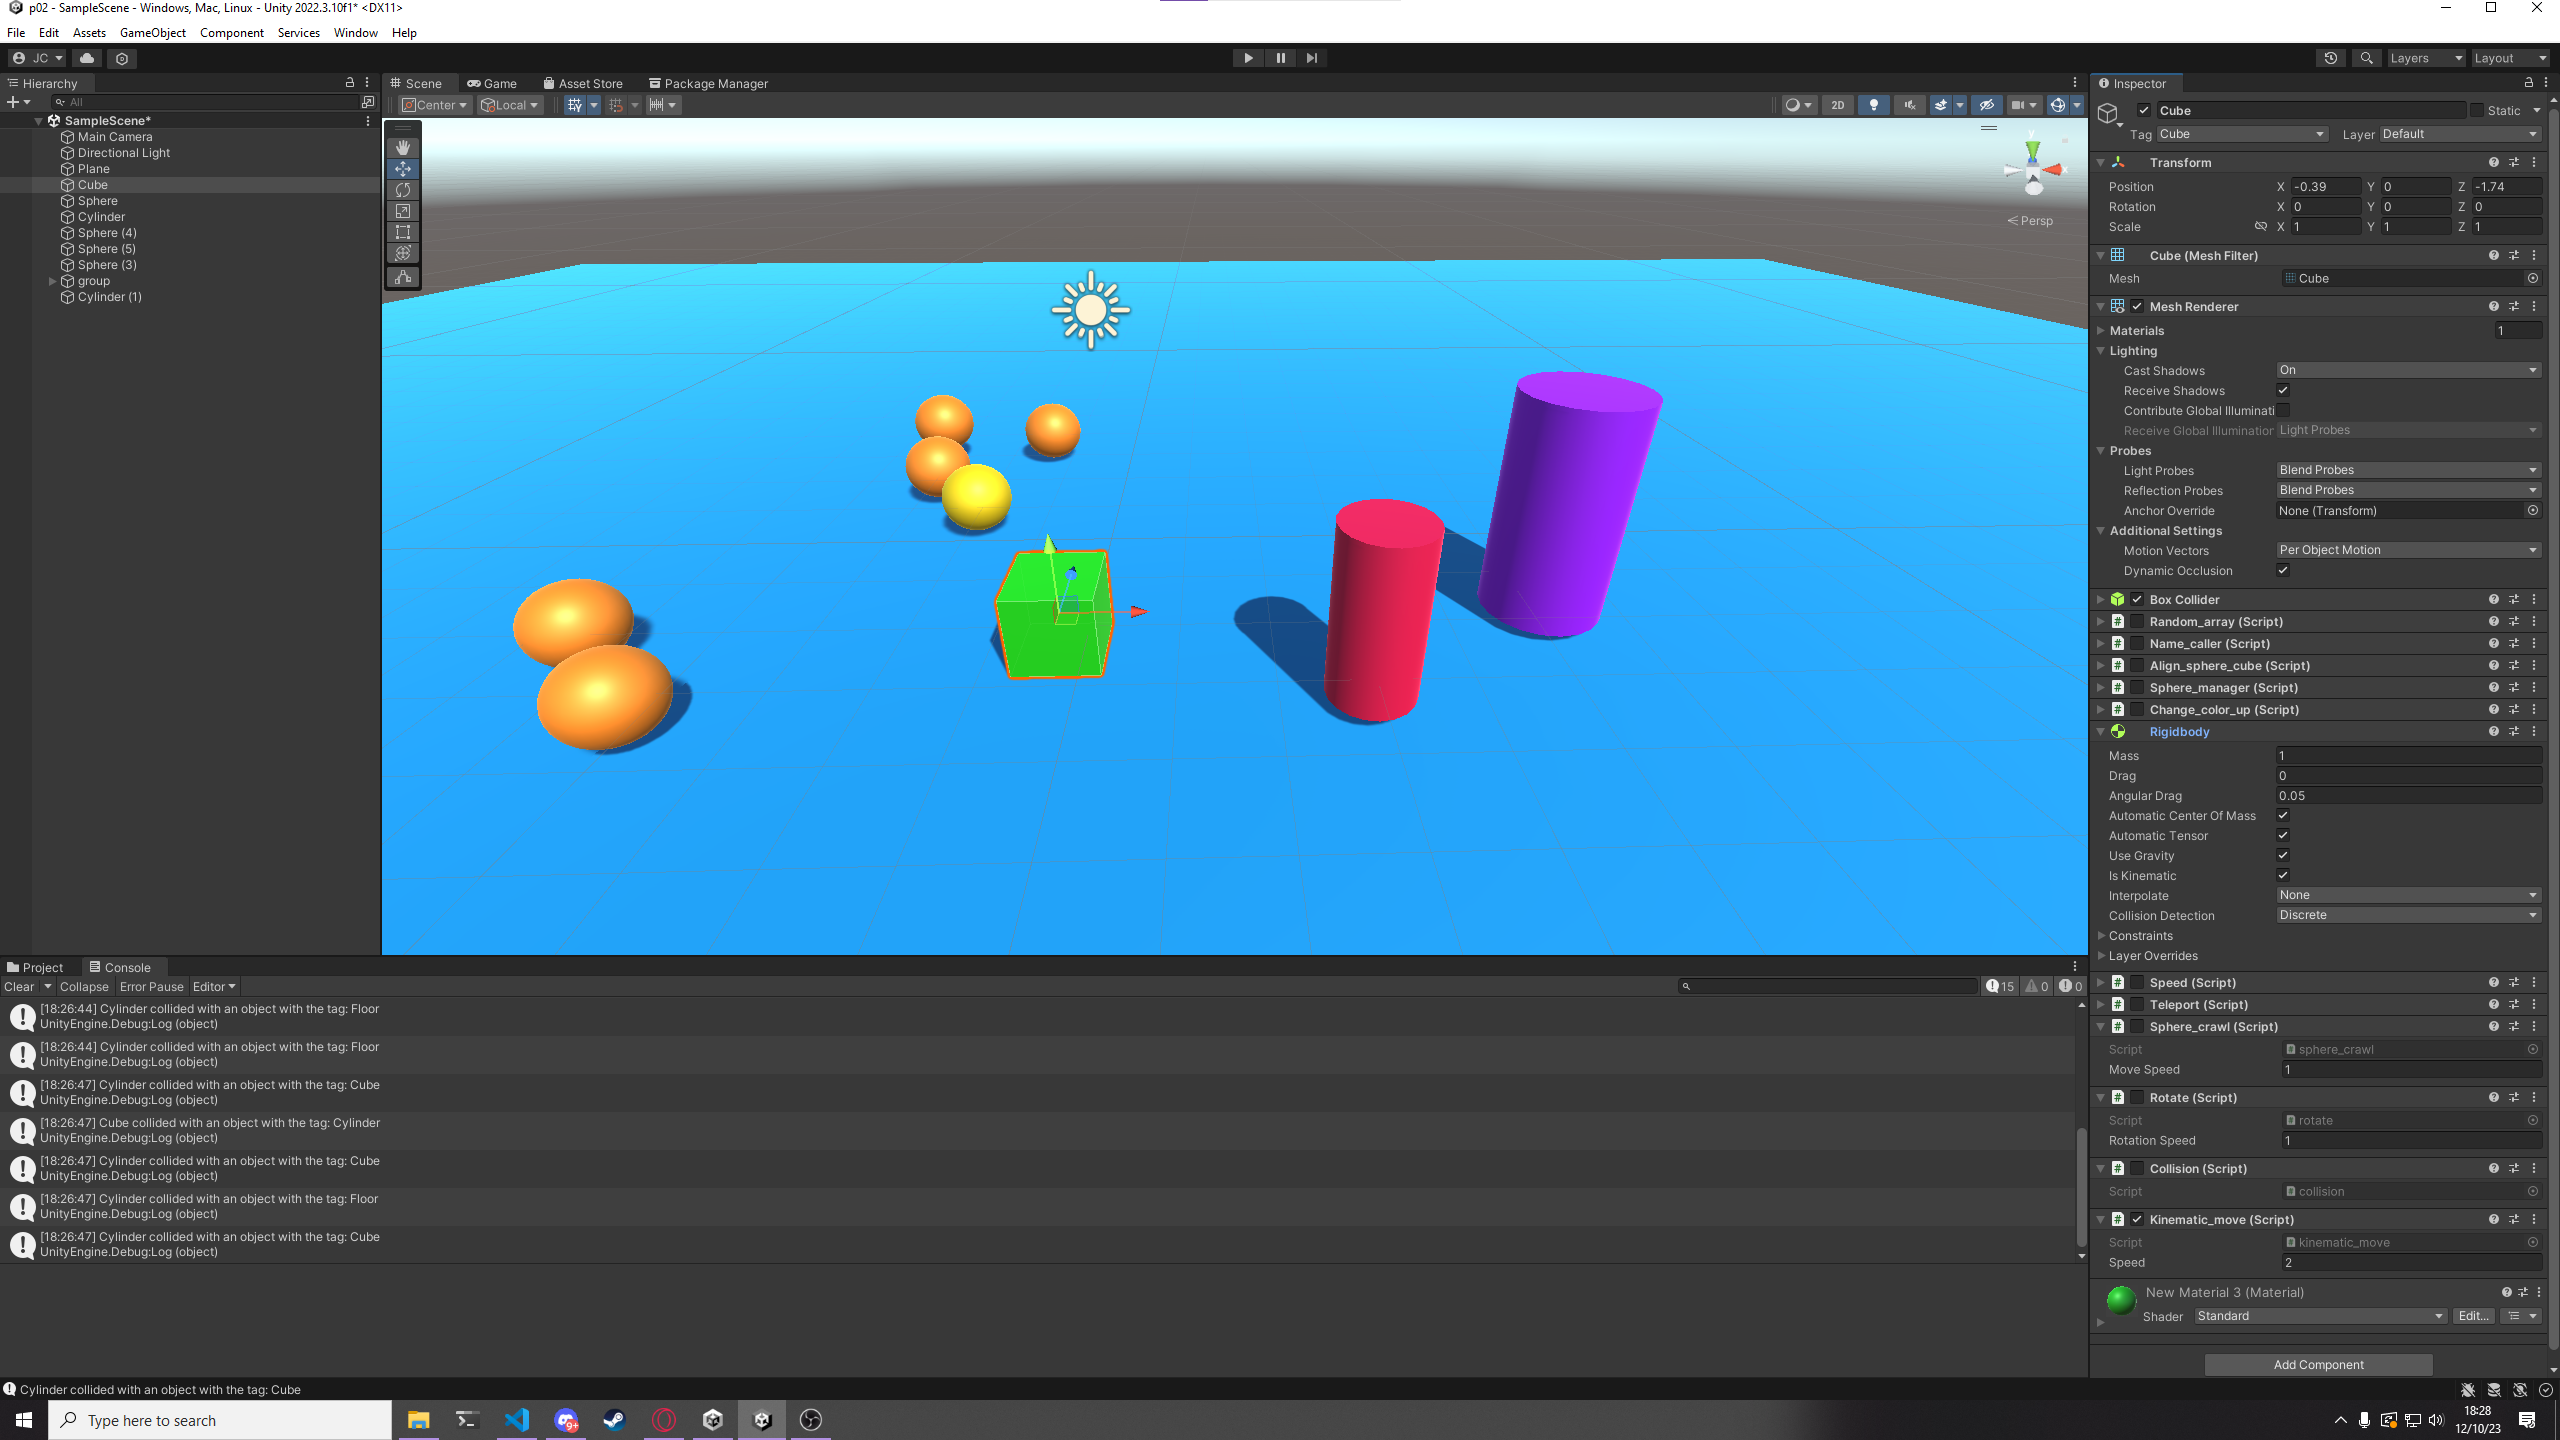 p02 - SampleScene - Windows, Mac, Linux - Unity 2022.3.10f1* <DX11>
File Edit Assets GameObject Component Services Window Help
JC
Layers
Layout
Hierarchy
All
SampleScene*
Main Camera
Directional Light
Plane
Cube
Sphere
Cylinder
Sphere (4)
Sphere (5)
Sphere (3)
group
Cylinder (1)
Scene Game Asset Store Package Manager
Center Local
2D
y
x
Persp
Inspector
Cube
Static
Tag Cube Layer Default
Transform
Position X -0.39 Y 0 Z -1.74
Rotation X 0 Y 0 Z 0
Scale X 1 Y 1 Z 1
Cube (Mesh Filter)
Mesh Cube
Mesh Renderer
Materials 1
Lighting
Cast Shadows On
Receive Shadows
Contribute Global Illuminati
Receive Global Illumination Light Probes
Probes
Light Probes Blend Probes
Reflection Probes Blend Probes
Anchor Override None (Transform)
Additional Settings
Motion Vectors Per Object Motion
Dynamic Occlusion
Box Collider
Random_array (Script)
Name_caller (Script)
Align_sphere_cube (Script)
Sphere_manager (Script)
Change_color_up (Script)
Rigidbody
Mass 1
Drag 0
Angular Drag 0.05
Automatic Center Of Mass
Automatic Tensor
Use Gravity
Is Kinematic
Interpolate None
Collision Detection Discrete
Constraints
Layer Overrides
Speed (Script)
Teleport (Script)
Sphere_crawl (Script)
Script sphere_crawl
Move Speed 1
Rotate (Script)
Script rotate
Rotation Speed 1
Collision (Script)
Script collision
Kinematic_move (Script)
Script kinematic_move
Speed 2
New Material 3 (Material)
Shader Standard Edit...
Add Component
Project Console
Clear Collapse Error Pause Editor
15 0 0
[18:26:44] Cylinder collided with an object with the tag: Floor
UnityEngine.Debug:Log (object)
[18:26:44] Cylinder collided with an object with the tag: Floor
UnityEngine.Debug:Log (object)
[18:26:47] Cylinder collided with an object with the tag: Cube
UnityEngine.Debug:Log (object)
[18:26:47] Cube collided with an object with the tag: Cylinder
UnityEngine.Debug:Log (object)
[18:26:47] Cylinder collided with an object with the tag: Cube
UnityEngine.Debug:Log (object)
[18:26:47] Cylinder collided with an object with the tag: Floor
UnityEngine.Debug:Log (object)
[18:26:47] Cylinder collided with an object with the tag: Cube
UnityEngine.Debug:Log (object)
Cylinder collided with an object with the tag: Cube
Type here to search
9+
18:28
12/10/23